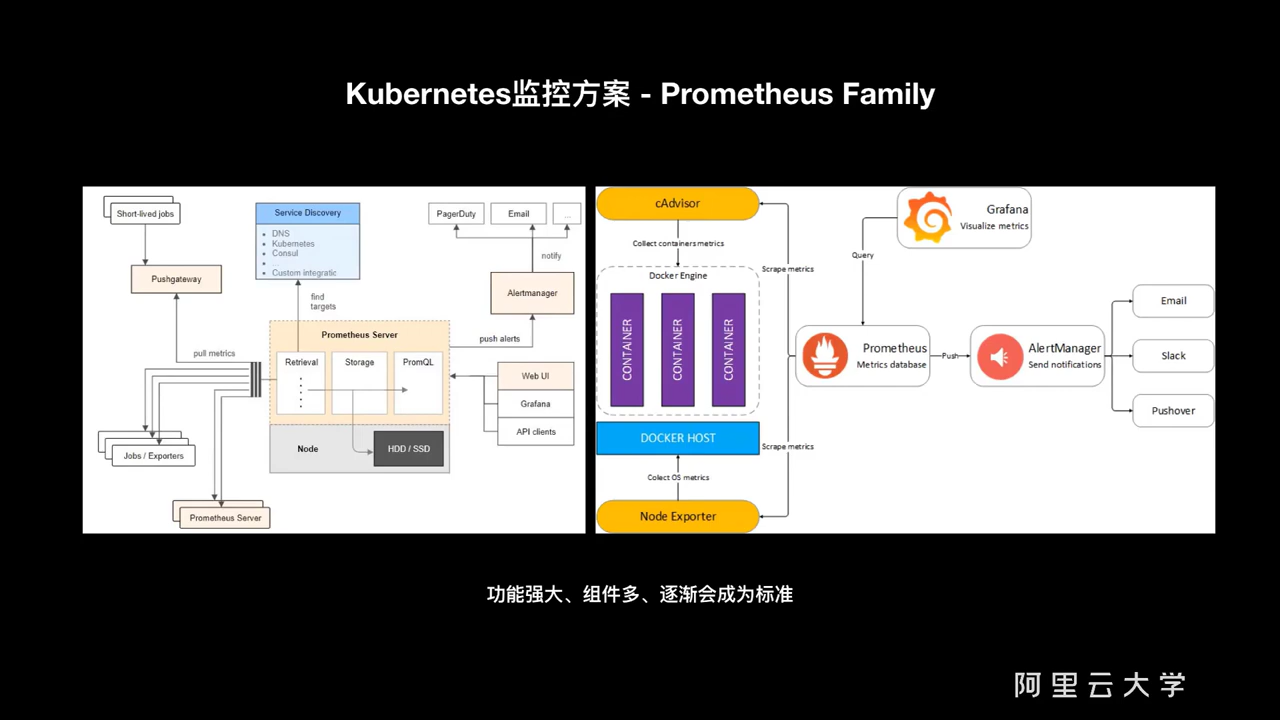 Kubernetes监控方案 - Prometheus Family
Short-lived jobs
Pushgateway
pull metrics
Jobs / Exporters
Prometheus Server
Service Discovery
DNS
Kubernetes
Consul
...
Custom integratic
find
targets
Prometheus Server
Retrieval
Storage
PromQL
Node
HDD / SSD
PagerDuty
Email
...
notify
Alertmanager
push alerts
Web UI
Grafana
API clients
cAdvisor
Collect containers metrics
Docker Engine
CONTAINER
CONTAINER
CONTAINER
DOCKER HOST
Colect OS metrics
Node Exporter
Scrape metrics
Scrape metrics
Grafana
Visualize metrics
Query
Prometheus
Metrics database
Push
AlertManager
Send notifications
Email
Slack
Pushover
功能强大、组件多、逐渐会成为标准
阿里云大学